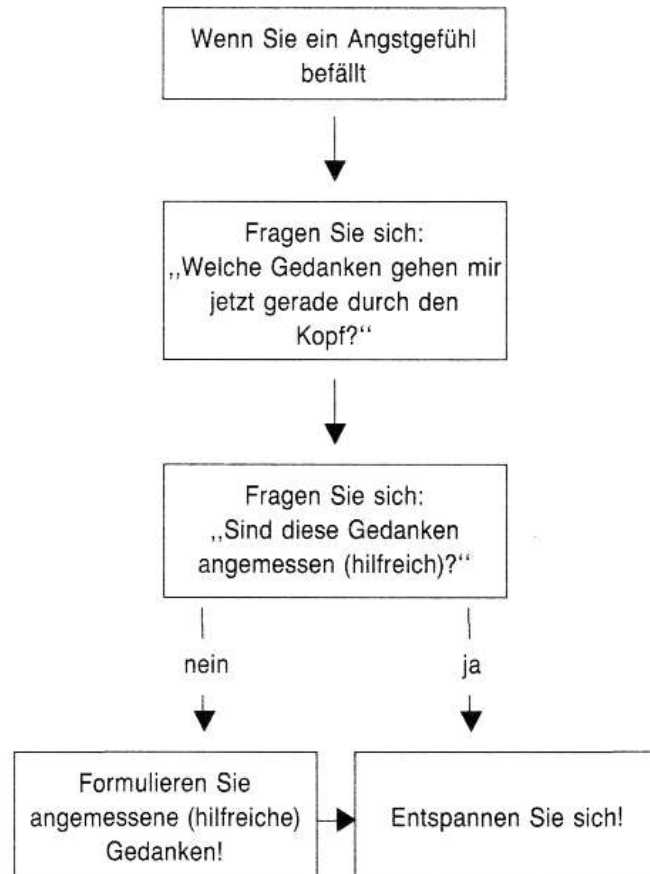 Wenn Sie ein Angstgefühl
befällt
Fragen Sie sich:
,,Welche Gedanken gehen mir
jetzt gerade durch den
Kopf?‘‘
Fragen Sie sich:
,,Sind diese Gedanken
angemessen (hilfreich)?‘‘
nein
ja
Formulieren Sie
angemessene (hilfreiche)
Gedanken!
Entspannen Sie sich!